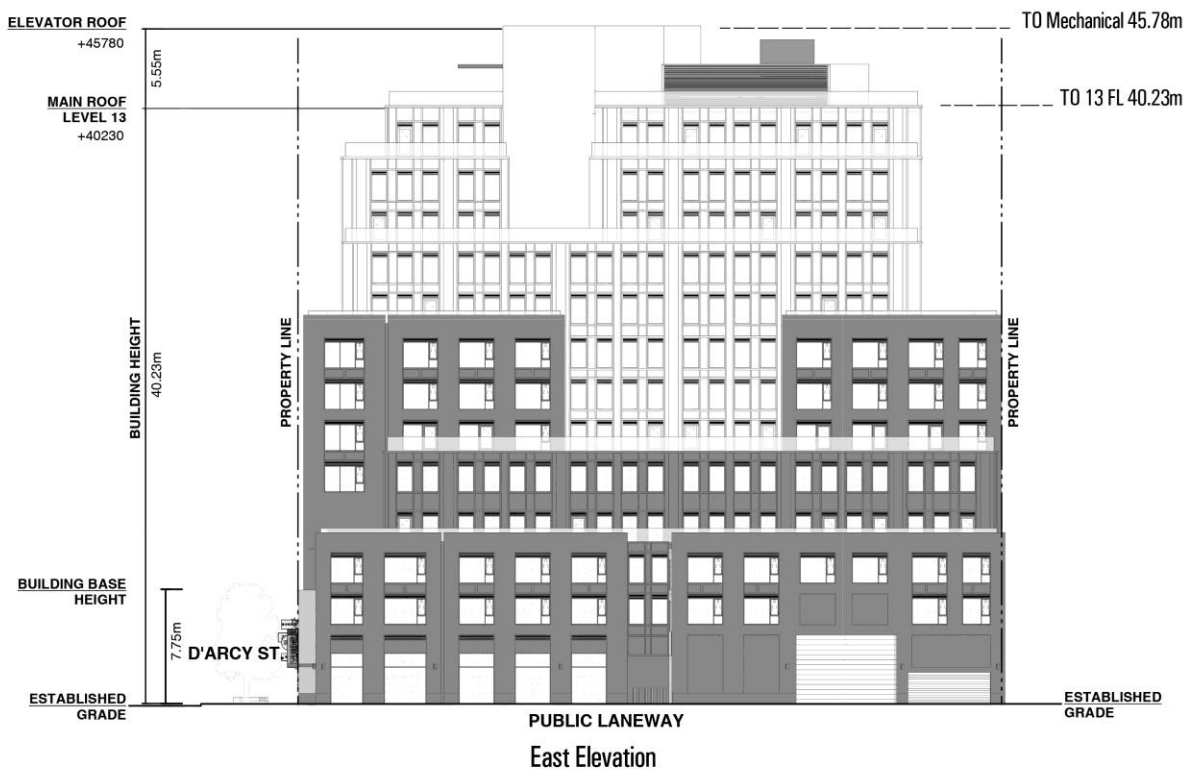 ELEVATOR ROOF
+45780
TO Mechanical 45.78m
5.55m
MAIN ROOF
LEVEL 13
+40230
TO 13 FL 40.23m
BUILDING HEIGHT
40.23m
PROPERTY LINE
PROPERTY LINE
BUILDING BASE
HEIGHT
7.75m
D'ARCY ST
ESTABLISHED
GRADE
ESTABLISHED
GRADE
PUBLIC LANEWAY
East Elevation